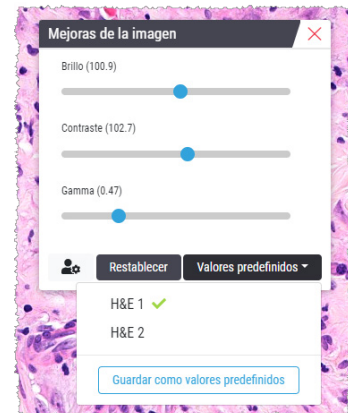 Mejoras de la imagen
Brillo (100.9)
Contraste (102.7)
Gamma (0.47)
Restablecer Valores predefinidos
H&E 1
H&E 2
Guardar como valores predefinidos